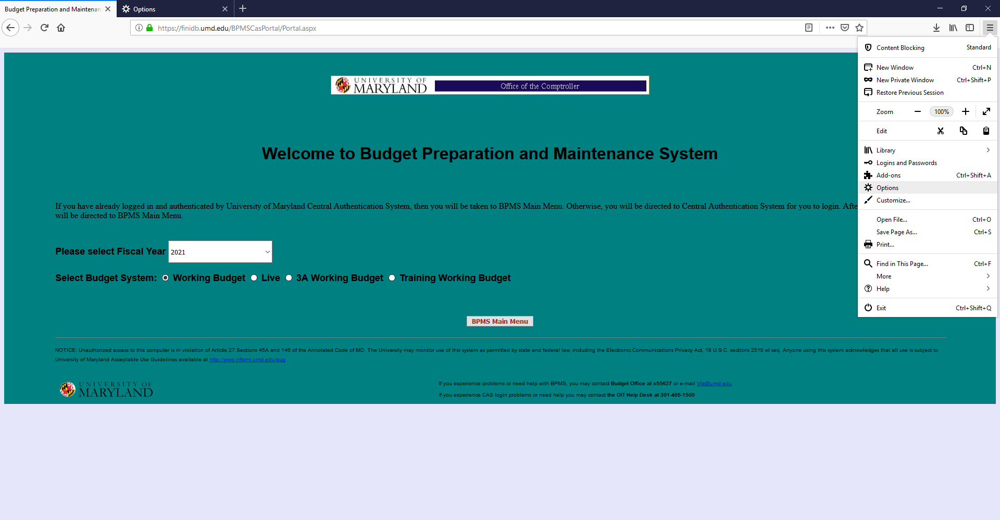 Budget Preparation and Maintenan
Options
https://finidb.umd.edu/BPMSCasPortal/Portal.aspx
Content Blocking Standard
New Window Ctrl+N
New Private Window Ctrl+Shift+P
Restore Previous Session
Zoom 100%
Edit
Library
Logins and Passwords
Add-ons Ctrl+Shift+A
Options
Customize...
Open File... Ctrl+O
Save Page As... Ctrl+S
Print...
Find in This Page... Ctrl+F
More
Help
Exit Ctrl+Shift+Q
UNIVERSITY OF
MARYLAND
Office of the Comptroller
Welcome to Budget Preparation and Maintenance System
If you have already logged in and authenticated by University of Maryland Central Authentication System, then you will be taken to BPMS Main Menu. Otherwise, you will be directed to Central Authentication System for you to login. Afte
will be directed to BPMS Main Menu.
Please select Fiscal Year 2021
Select Budget System: Working Budget Live 3A Working Budget Training Working Budget
BPMS Main Menu
NOTICE: Unauthorized access to this computer is in violation of Article 27 Sections 45A and 146 of the Annotated Code of MD. The University may monitor use of this system as permitted by state and federal law, including the Electronic Communications Privacy Act, 18 U.S.C. sections 2510 et seq. Anyone using this system acknowledges that all use is subject to
University of Maryland Acceptable Use Guidelines available at http://www.inform.umd.edu/aug
UNIVERSITY OF
MARYLAND
If you experience problems or need help with BPMS, you may contact Budget Office at x55627 or e-mail bfa@umd.edu.
If you experience CAS login problems or need help you may contact the OIT Help Desk at 301-405-1500